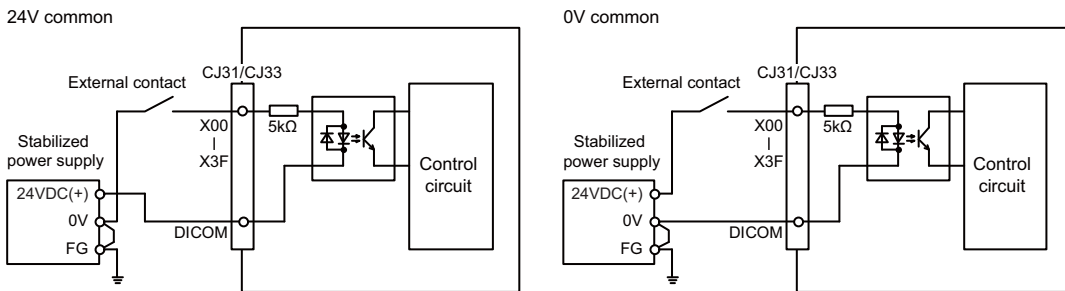 24V common
CJ31/CJ33
External contact
X00
5kΩ
X3F
Stabilized
power supply
Control
circuit
24VDC(+)
0V
DICOM
FG
0V common
CJ31/CJ33
External contact
X00
5kΩ
X3F
Stabilized
power supply
Control
circuit
24VDC(+)
0V
DICOM
FG